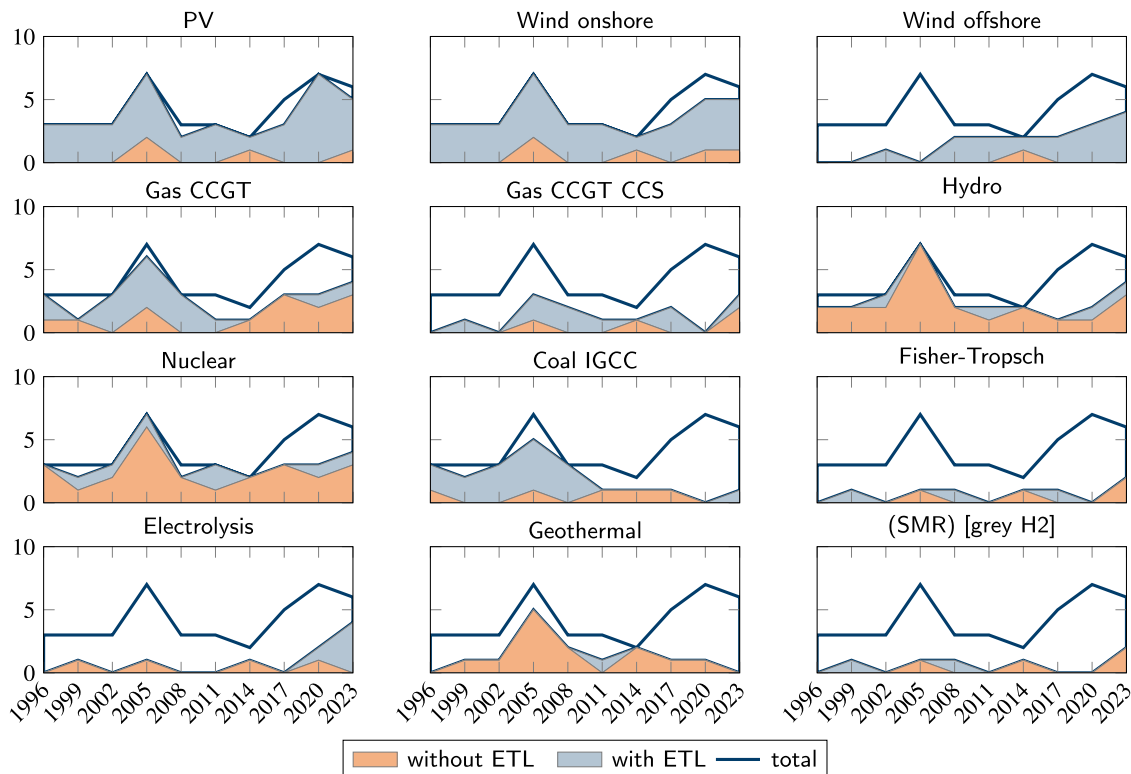 PV Wind onshore Wind offshore
10
5
0
Gas CCGT Gas CCGT CCS Hydro
10
5
0
Nuclear Coal IGCC Fisher-Tropsch
10
5
0
Electrolysis Geothermal (SMR) [grey H2]
10
5
0
1996 1999 2002 2005 2008 2011 2014 2017 2020 2023 1996 1999 2002 2005 2008 2011 2014 2017 2020 2023 1996 1999 2002 2005 2008 2011 2014 2017 2020 2023
without ETL with ETL total